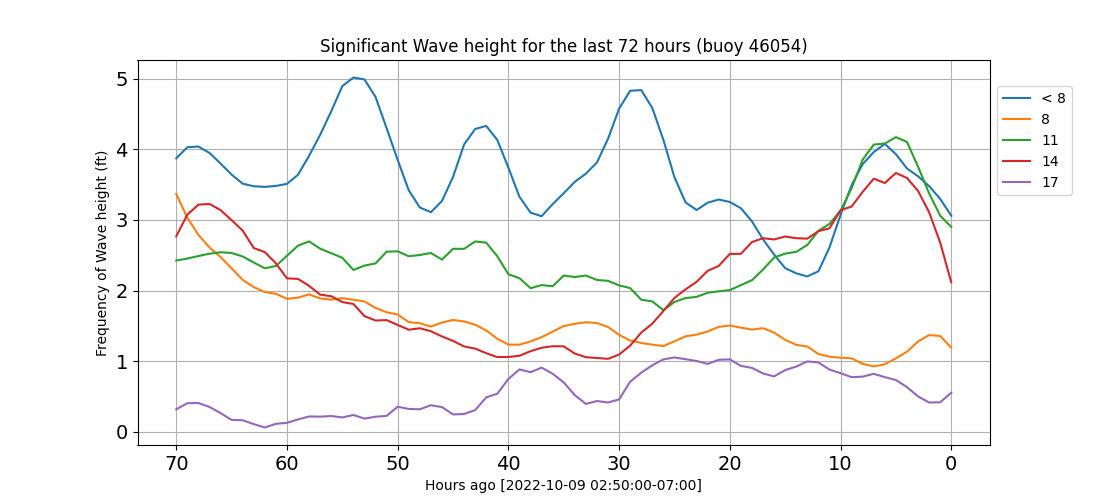 Significant Wave height for the last 72 hours (buoy 46054)
Frequency of Wave height (ft)
5
4
3
2
1
0
70 60 50 40 30 20 10 0
Hours ago [2022-10-09 02:50:00-07:00]
< 8
8
11
14
17